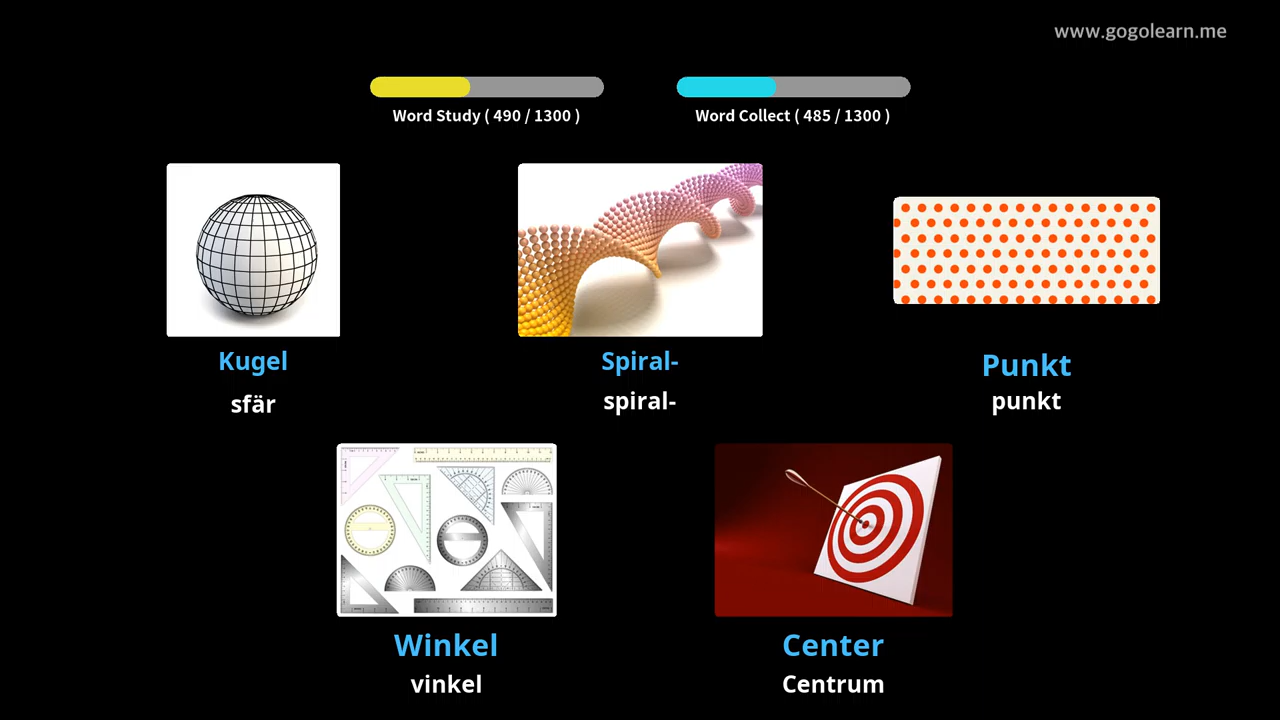 www.gogolearn.me
Word Study ( 490 / 1300 )
Word Collect ( 485 / 1300 )
Kugel
sfär
Spiral-
spiral-
Punkt
punkt
Winkel
vinkel
Center
Centrum